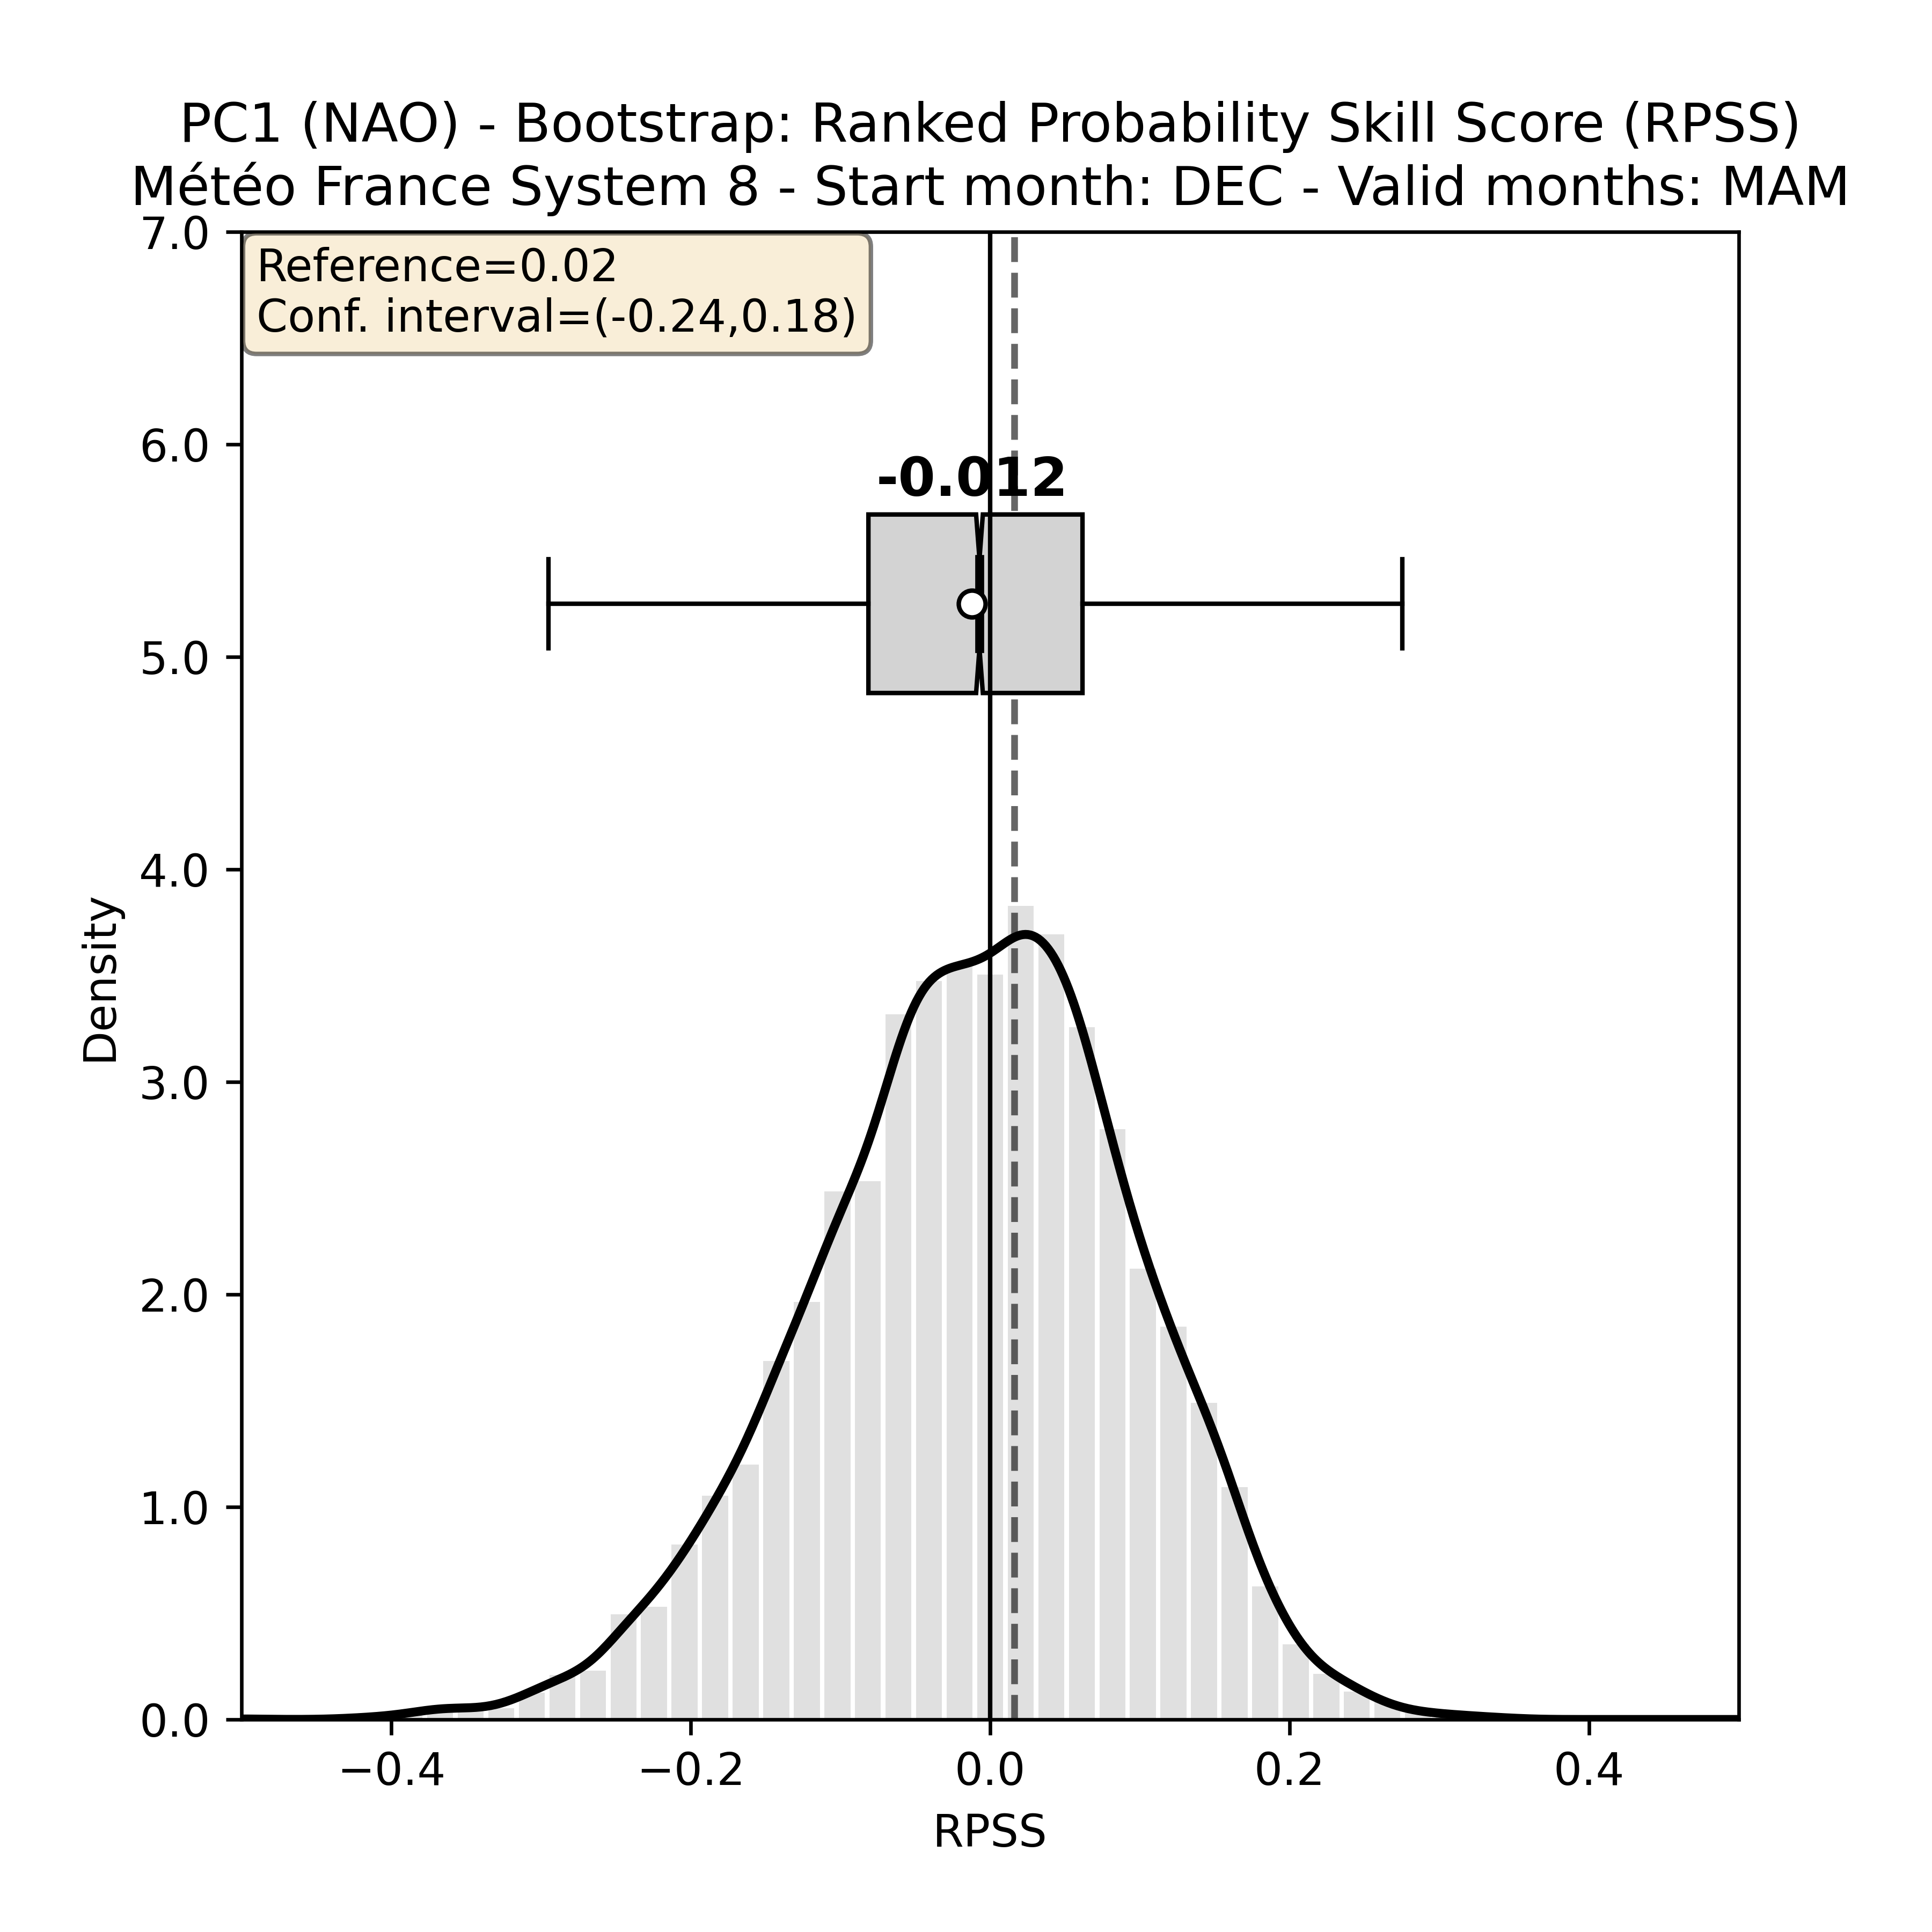 PC1 (NAO) - Bootstrap: Ranked Probability Skill Score (RPSS)
Météo France System 8 - Start month: DEC - Valid months: MAM
7.0
Reference=0.02
Conf. interval=(-0.24,0.18)
6.0
-0.012
5.0
4.0
Density
3.0
2.0
1.0
0.0
−0.4 −0.2 0.0 0.2 0.4
RPSS